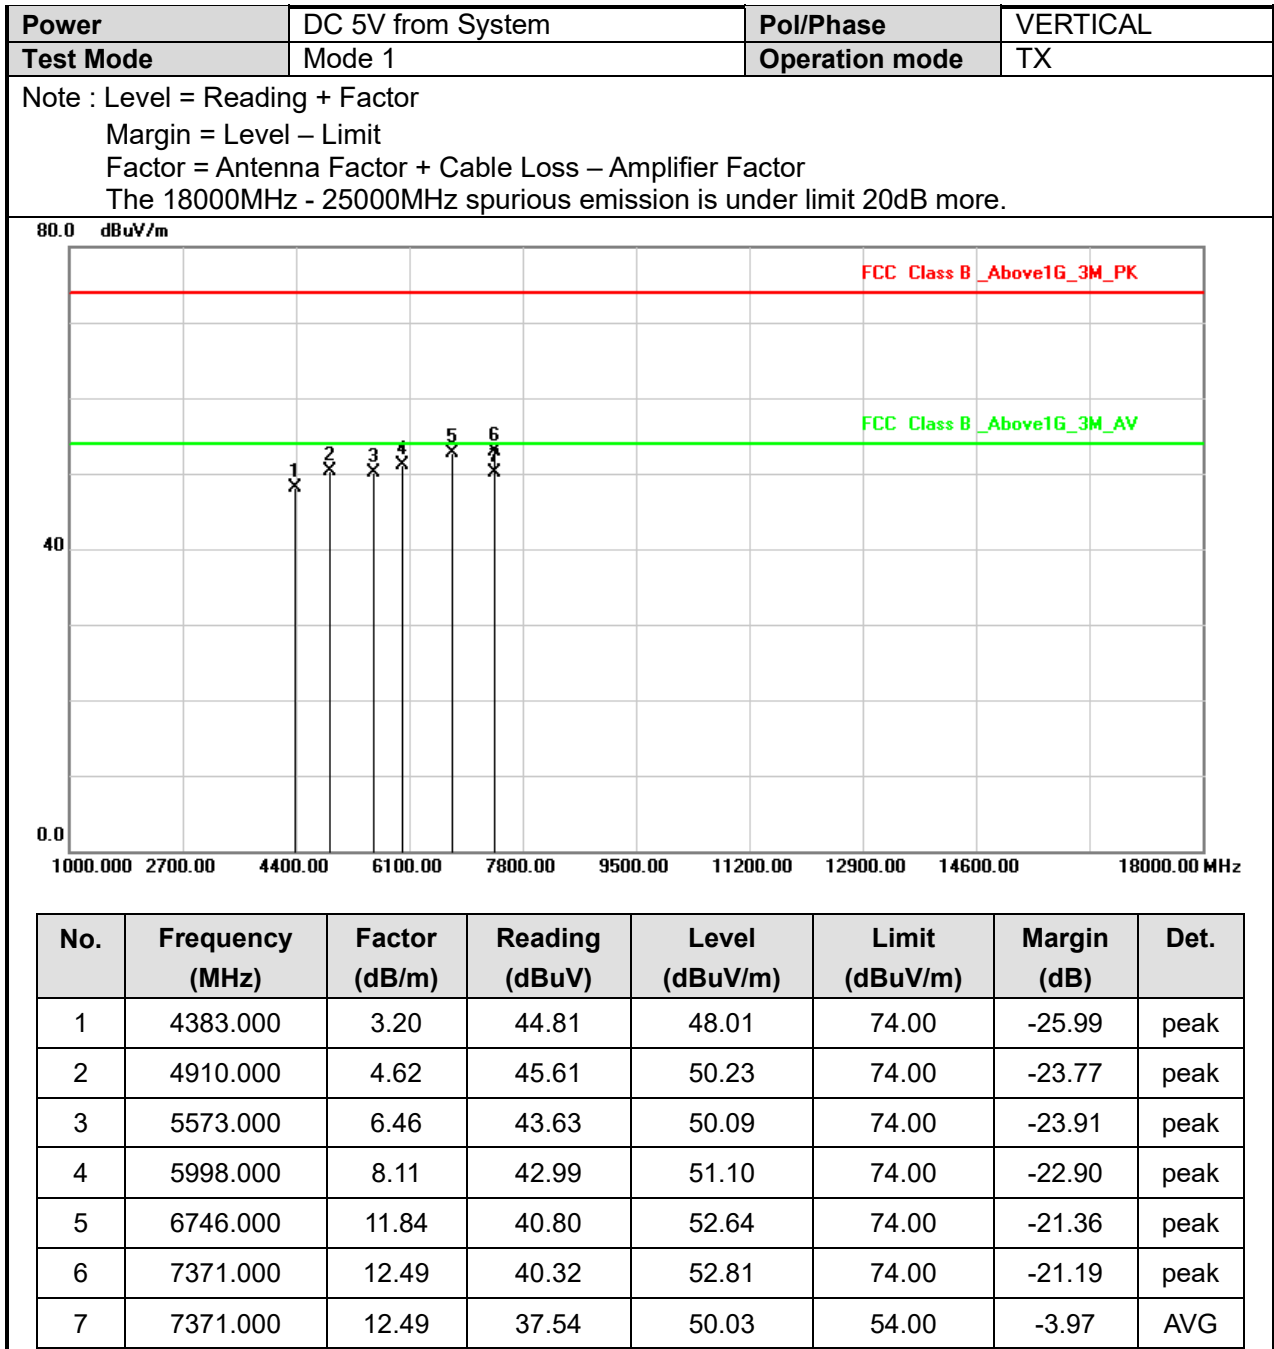 Power DC 5V from System Pol/Phase VERTICAL
Test Mode Mode 1 Operation mode TX
Note : Level = Reading + Factor
Margin = Level – Limit
Factor = Antenna Factor + Cable Loss – Amplifier Factor
The 18000MHz - 25000MHz spurious emission is under limit 20dB more.
80.0 dBuV/m
FCC Class B _Above1G_3M_PK
FCC Class B _Above1G_3M_AV
1 2 3 4 5 6 7
40
0.0
1000.000 2700.00 4400.00 6100.00 7800.00 9500.00 11200.00 12900.00 14600.00 18000.00 MHz
No. Frequency (MHz) Factor (dB/m) Reading (dBuV) Level (dBuV/m) Limit (dBuV/m) Margin (dB) Det.
1 4383.000 3.20 44.81 48.01 74.00 -25.99 peak
2 4910.000 4.62 45.61 50.23 74.00 -23.77 peak
3 5573.000 6.46 43.63 50.09 74.00 -23.91 peak
4 5998.000 8.11 42.99 51.10 74.00 -22.90 peak
5 6746.000 11.84 40.80 52.64 74.00 -21.36 peak
6 7371.000 12.49 40.32 52.81 74.00 -21.19 peak
7 7371.000 12.49 37.54 50.03 54.00 -3.97 AVG